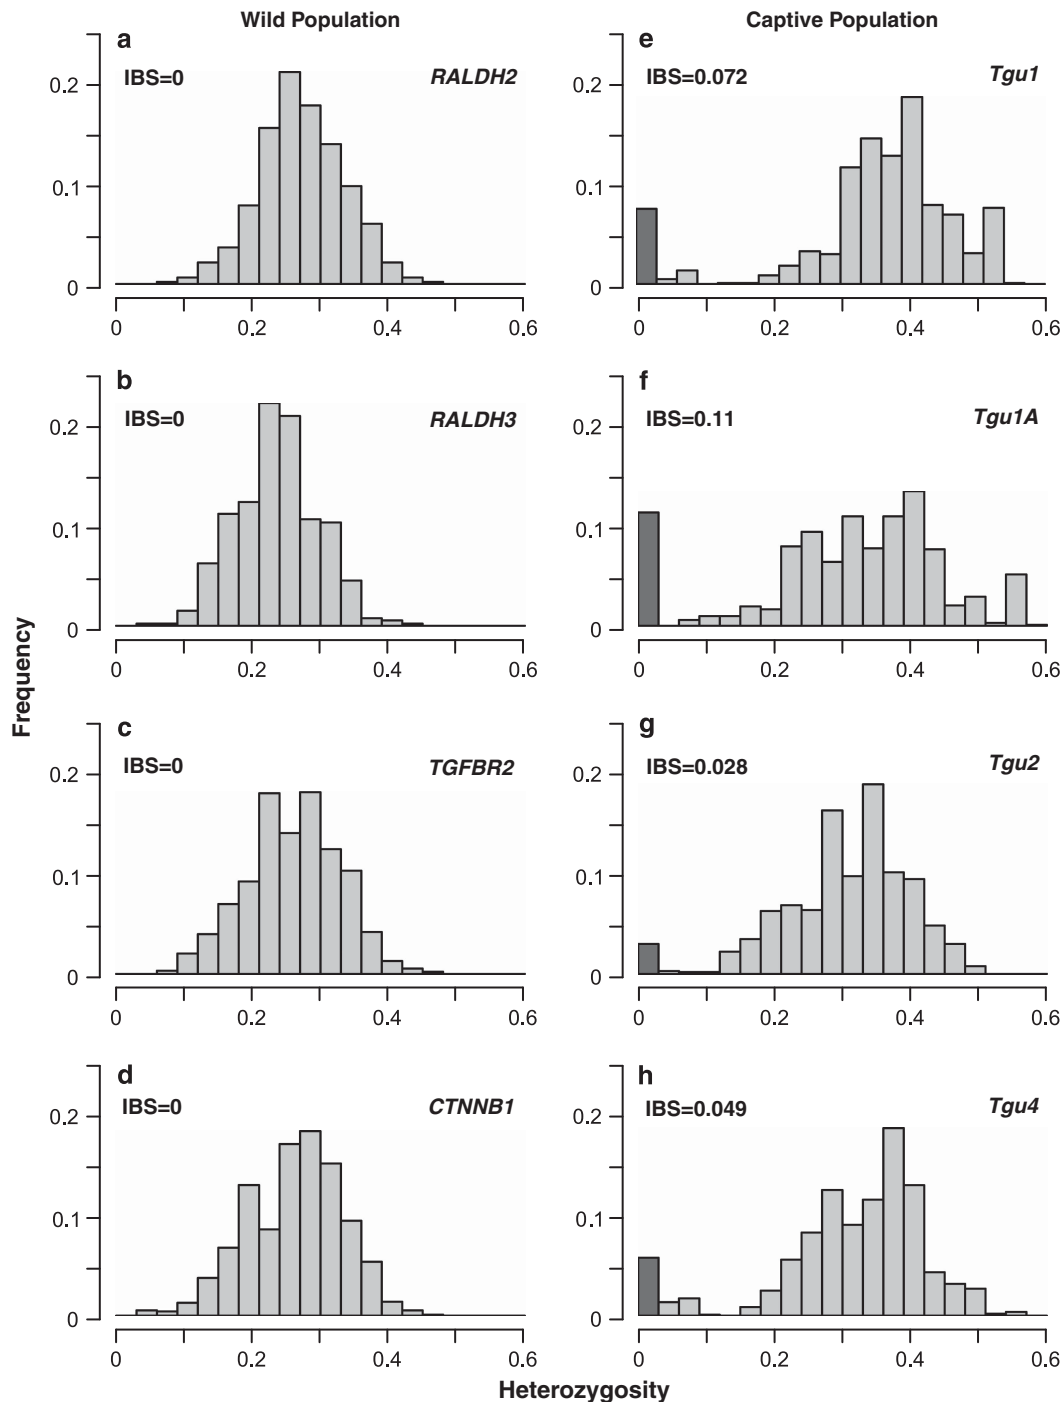 Wild Population
Captive Population
a
IBS=0
RALDH2
0.2
0.1
0
0
0.2
0.4
0.6
e
IBS=0.072
Tgu1
0.2
0.1
0
0
0.2
0.4
0.6
b
IBS=0
RALDH3
0.2
0.1
0
0
0.2
0.4
0.6
f
IBS=0.11
Tgu1A
0.2
0.1
0
0
0.2
0.4
0.6
Frequency
c
IBS=0
TGFBR2
0.2
0.1
0
0
0.2
0.4
0.6
g
IBS=0.028
Tgu2
0.2
0.1
0
0
0.2
0.4
0.6
d
IBS=0
CTNNB1
0.2
0.1
0
0
0.2
0.4
0.6
h
IBS=0.049
Tgu4
0.2
0.1
0
0
0.2
0.4
0.6
Heterozygosity